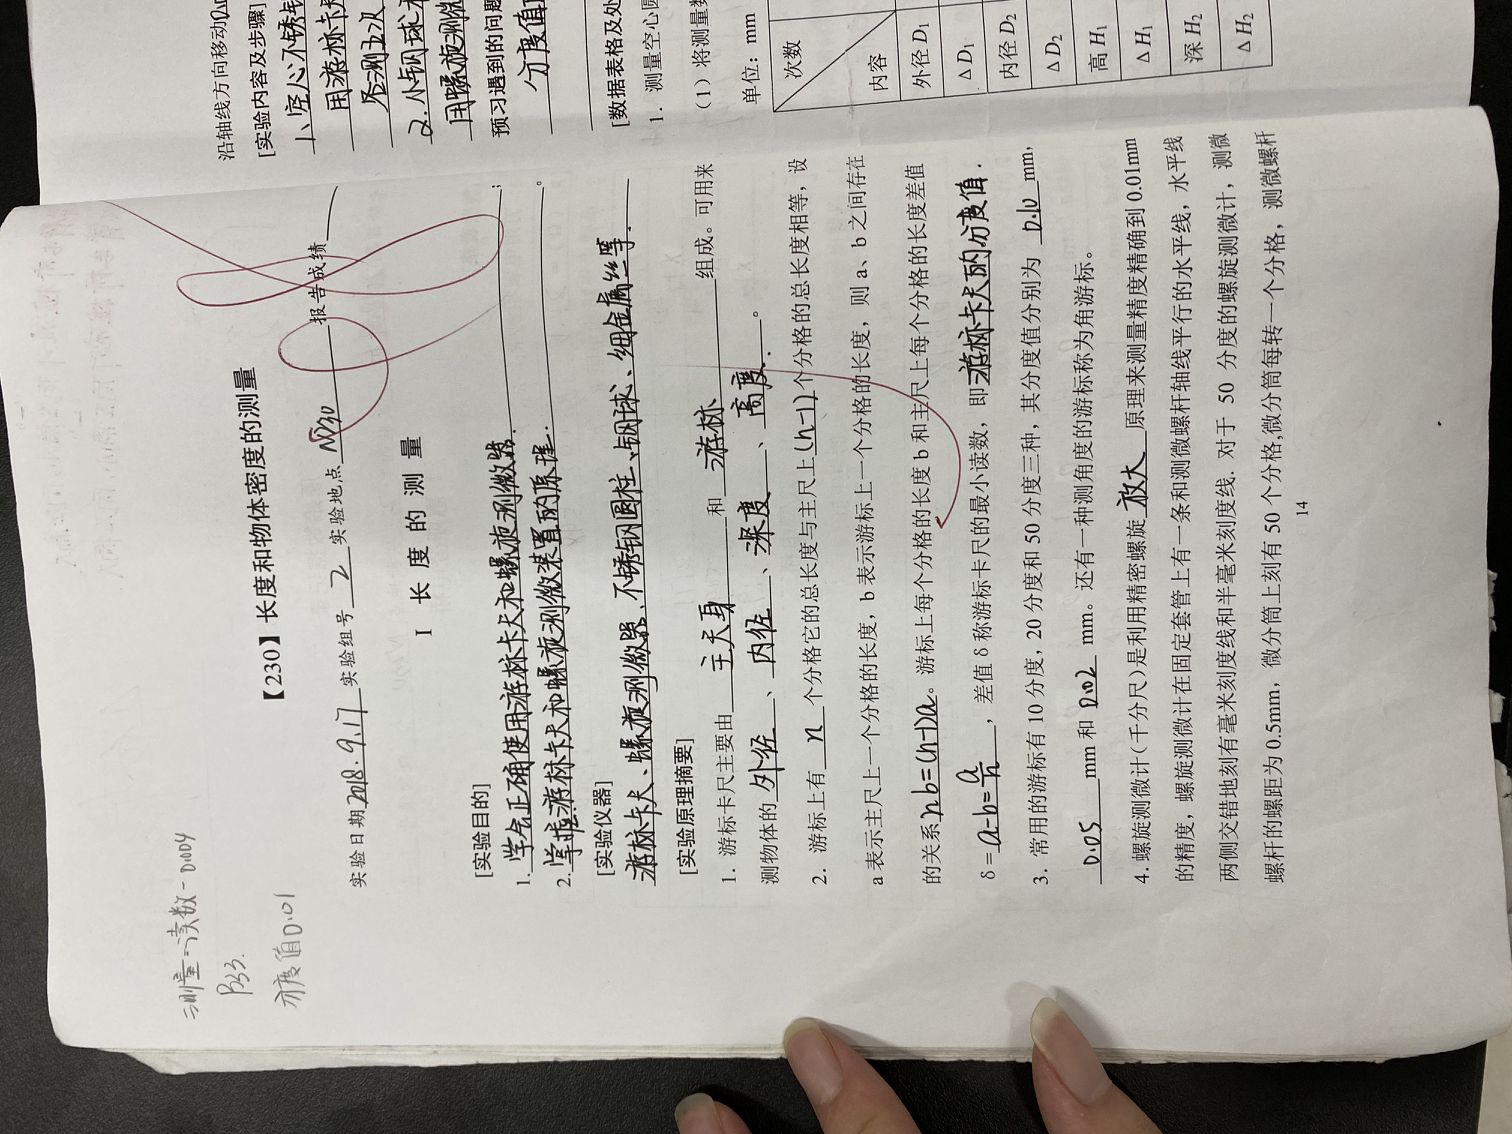 测量=读数-0.004
P33.
分度值0.01
【230】长度和物体密度的测量
98
实验日期2018.9.17 实验组号 2 实验地点 N230 报告成绩
I 长度的测量
[实验目的]
1. 学会正确使用游标卡尺和螺旋测微器. ;
2. 掌握游标卡尺和螺旋测微装置的原理. 。
[实验仪器]
游标卡尺、螺旋测微器、不锈钢圆柱、钢球、细金属丝等.
[实验原理摘要]
1. 游标卡尺主要由 主尺身 和 游标 组成。可用来
测物体的 外径 、 内径 、 深度 、 高度. 。
2. 游标上有 n 个分格它的总长度与主尺上(n-1)个分格的总长度相等，设
a 表示主尺上一个分格的长度，b 表示游标上一个分格的长度，则 a、b 之间存在
的关系nb=(n-1)a。游标上每个分格的长度 b 和主尺上每个分格的长度差值
δ= a-b=a/n ，差值 δ 称游标卡尺的最小读数，即游标卡尺的分度值.
3. 常用的游标有 10 分度，20 分度和 50 分度三种，其分度值分别为 0.10 mm，
0.05 mm 和 0.02 mm。还有一种测角度的游标称为角游标。
4. 螺旋测微计（千分尺）是利用精密螺旋 放大 原理来测量精度精确到 0.01mm
的精度，螺旋测微计在固定套管上有一条和测微螺杆轴线平行的水平线，水平线
两侧交错地刻有毫米刻度线和半毫米刻度线. 对于 50 分度的螺旋测微计，测微
螺杆的螺距为 0.5mm，微分筒上刻有 50 个分格,微分筒每转一个分格，测微螺杆
14
沿轴线方向移动
[实验内容及步骤]
1、空心不锈钢
用游标卡尺
各测五次
2. 小钢球
用螺旋测微
预习遇到的问题
分度值
[数据表格及处
1. 测量空心圆
（1）将测量数
单位：mm
次数
内容
外径 D1
ΔD1
内径 D2
ΔD2
高 H1
ΔH1
深 H2
ΔH2